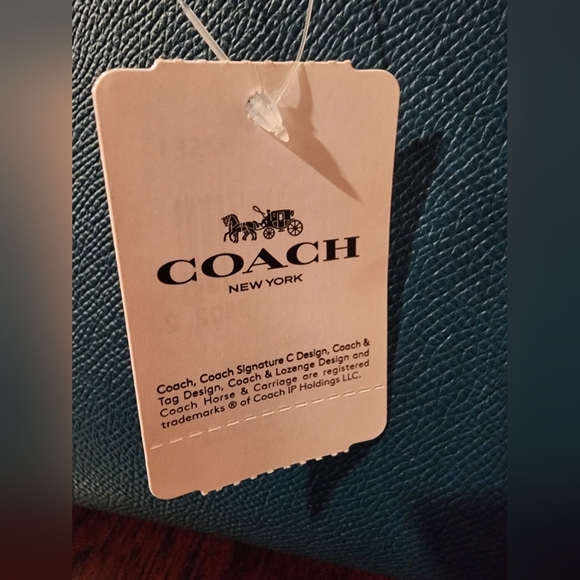 COACH
NEW YORK
Coach, Coach Signature C Design, Coach &
Tag Design, Coach & Lozenge Design and
Coach Horse & Carriage are registered
trademarks ® of Coach IP Holdings LLC.